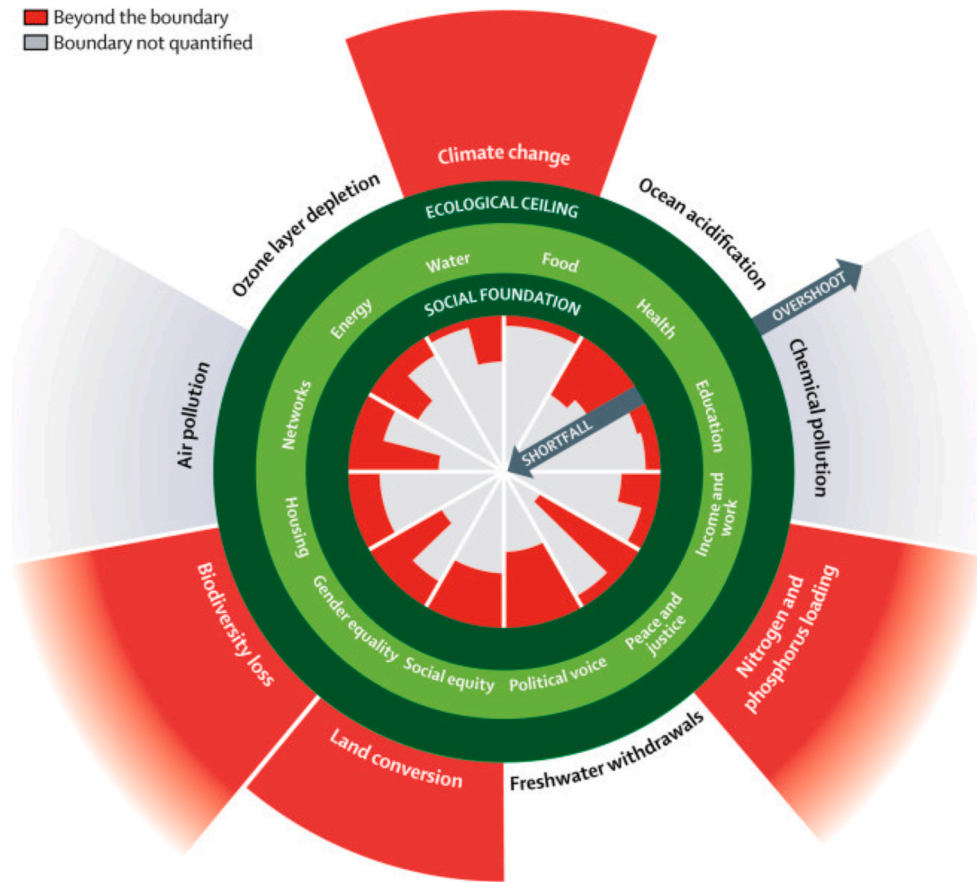 Beyond the boundary
Boundary not quantified
Climate change
Ozone layer depletion
Ocean acidification
ECOLOGICAL CEILING
Water
Food
Energy
Health
SOCIAL FOUNDATION
OVERSHOOT
Air pollution
Networks
SHORTFALL
Education
Chemical pollution
Housing
Income and
work
Biodiversity loss
Gender equality
Social equity
Political voice
Peace and
justice
Nitrogen and
phosphorus loading
Land conversion
Freshwater withdrawals